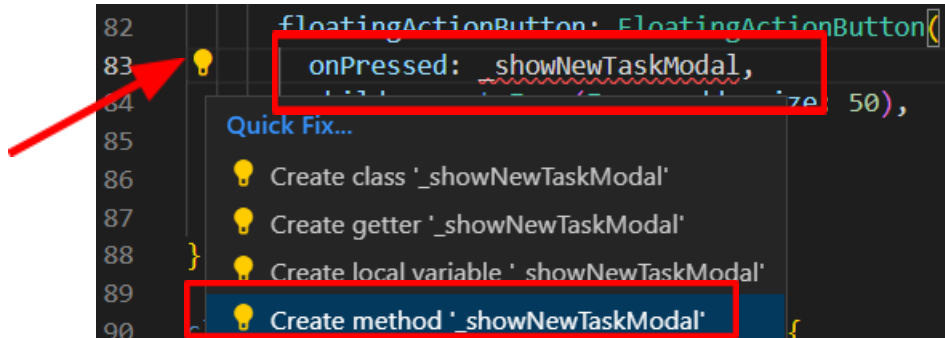 82 floatingActionButton: FloatingActionButton(
83 onPressed: _showNewTaskModal,
84 size: 50),
85
Quick Fix...
86
Create class '_showNewTaskModal'
87
Create getter '_showNewTaskModal'
88 }
Create local variable '_showNewTaskModal'
89
90 {
Create method '_showNewTaskModal'